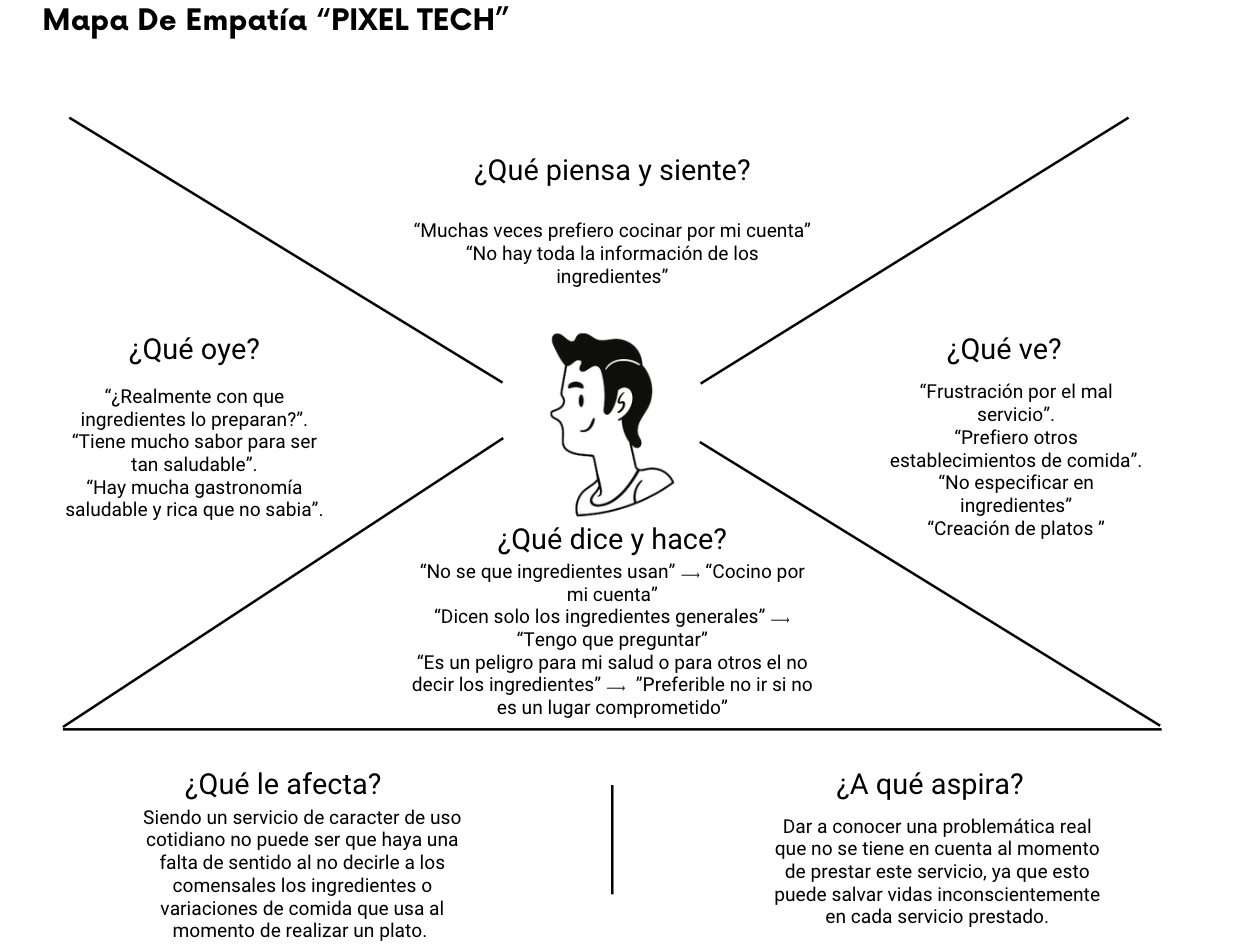 Mapa De Empatía “PIXEL TECH”
¿Qué piensa y siente?
“Muchas veces prefiero cocinar por mi cuenta”
“No hay toda la información de los
ingredientes”
¿Qué oye?
“¿Realmente con que
ingredientes lo preparan?”.
“Tiene mucho sabor para ser
tan saludable”.
“Hay mucha gastronomía
saludable y rica que no sabia”.
¿Qué ve?
“Frustración por el mal
servicio”.
“Prefiero otros
establecimientos de comida”.
“No especificar en
ingredientes”
“Creación de platos ”
¿Qué dice y hace?
“No se que ingredientes usan” ⟶ “Cocino por
mi cuenta”
“Dicen solo los ingredientes generales” ⟶
“Tengo que preguntar”
“Es un peligro para mi salud o para otros el no
decir los ingredientes” ⟶ ”Preferible no ir si no
es un lugar comprometido”
¿Qué le afecta?
Siendo un servicio de caracter de uso
cotidiano no puede ser que haya una
falta de sentido al no decirle a los
comensales los ingredientes o
variaciones de comida que usa al
momento de realizar un plato.
¿A qué aspira?
Dar a conocer una problemática real
que no se tiene en cuenta al momento
de prestar este servicio, ya que esto
puede salvar vidas inconscientemente
en cada servicio prestado.